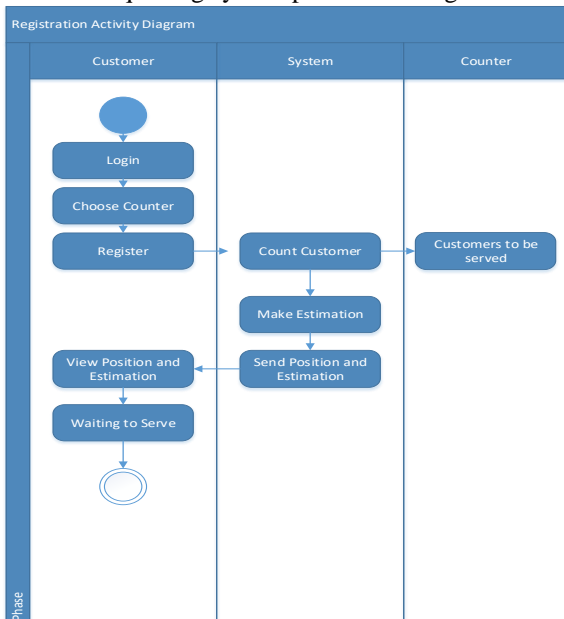 Registration Activity Diagram
Customer
System
Counter
Login
Choose Counter
Register
Count Customer
Customers to be
served
Make Estimation
View Position and
Estimation
Send Position and
Estimation
Waiting to Serve
Phase